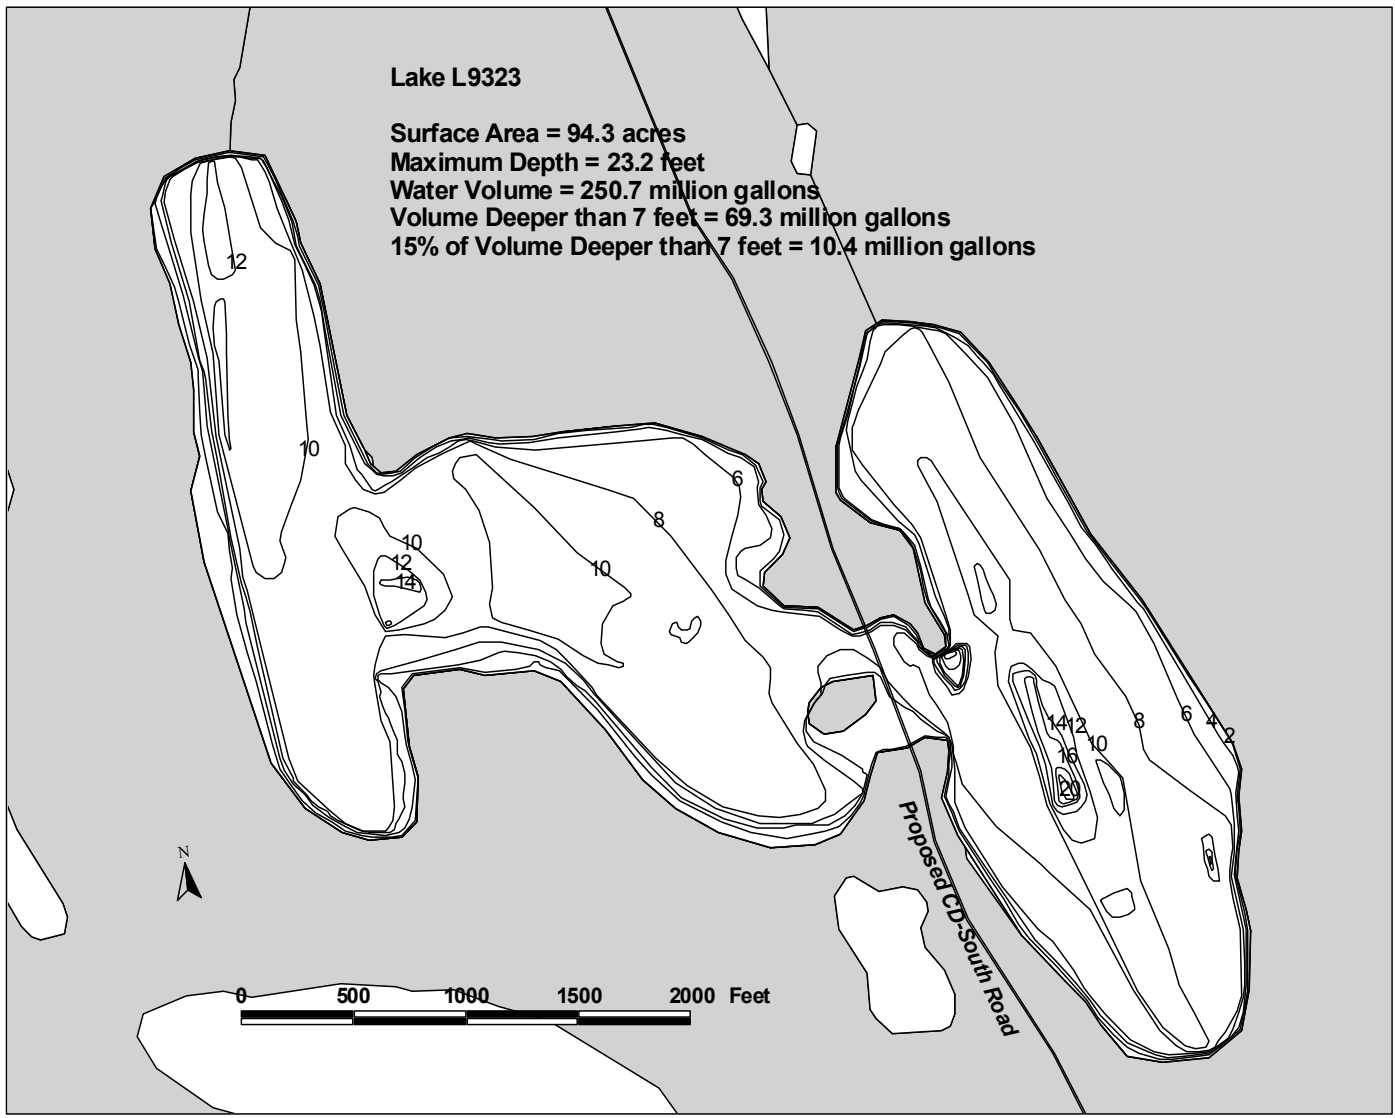 Lake L9323
Surface Area = 94.3 acres
Maximum Depth = 23.2 feet
Water Volume = 250.7 million gallons
Volume Deeper than 7 feet = 69.3 million gallons
15% of Volume Deeper than 7 feet = 10.4 million gallons
12
10
6
8
10
12
14
10
14
12
10
16
20
8
6
4
2
Proposed CD-South Road
N
0 500 1000 1500 2000 Feet